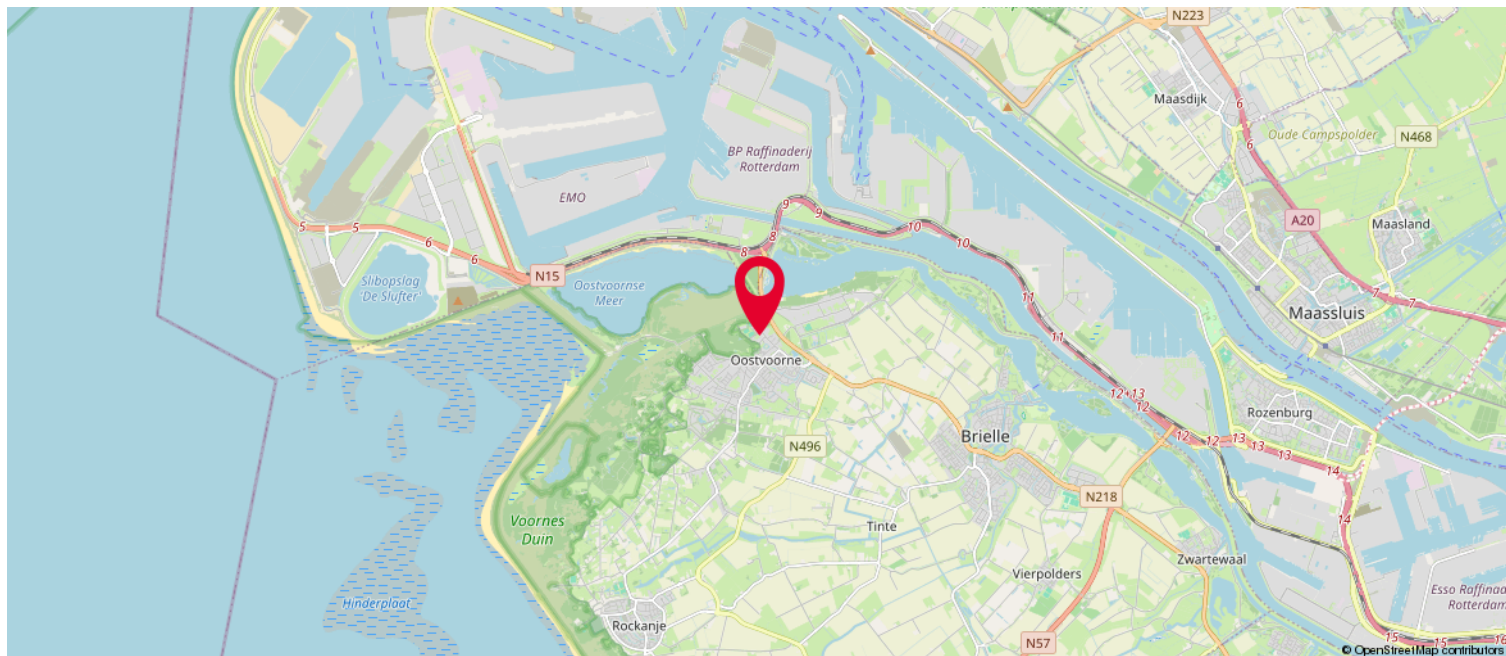 N223
Maasdijk
6
Oude Campspolder
N468
6
BP Raffinaderij
Rotterdam
EMO
9
9
A20
Maasland
5
5
6
6
8
8
10
10
N15
Slibopslag
'De Slufter'
Oostvoornse
Meer
11
11
7
7
Maassluis
Oostvoorne
12+13
12
Rozenburg
N496
Brielle
12
12
13
13
13
14
N218
14
Voornes
Duin
Tinte
Zwartewaal
Vierpolders
Hinderplaat
Esso Raffina
Rotterdam
Rockanje
N57
15
15
16
© OpenStreetMap contributors